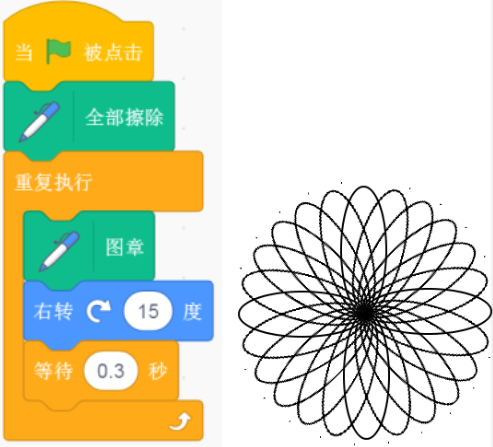 当 被点击
全部擦除
重复执行
图章
右转 15 度
等待 0.3 秒